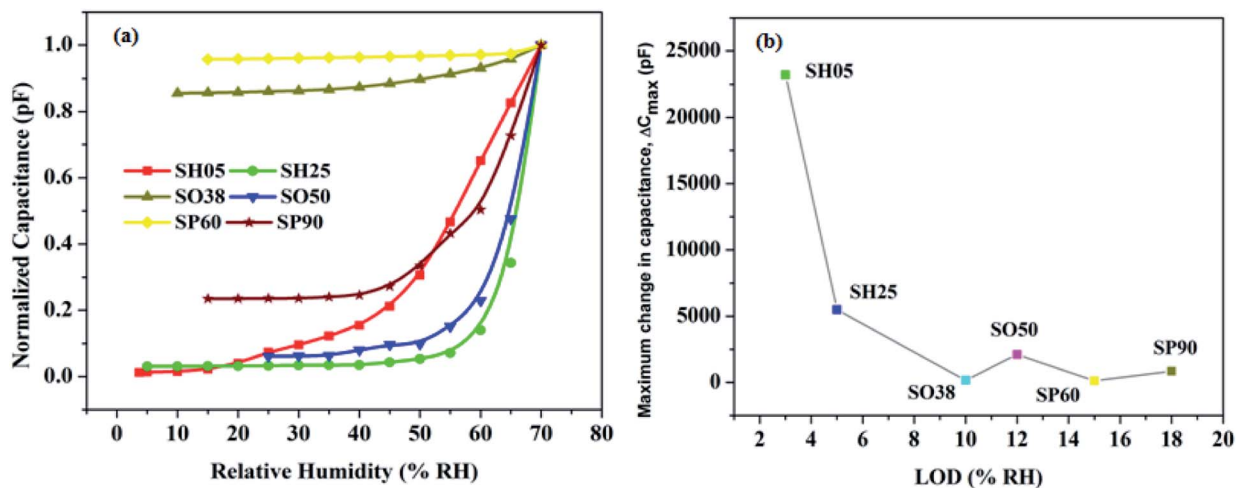 (a)
Normalized Capacitance (pF)
1.0
0.8
0.6
0.4
0.2
0.0
SH05 SH25
SO38 SO50
SP60 SP90
0 10 20 30 40 50 60 70 80
Relative Humidity (% RH)
(b)
Maximum change in capacitance, ΔCmax (pF)
25000
20000
15000
10000
5000
0
SH05
SH25
SO38
SO50
SP60
SP90
2 4 6 8 10 12 14 16 18 20
LOD (% RH)